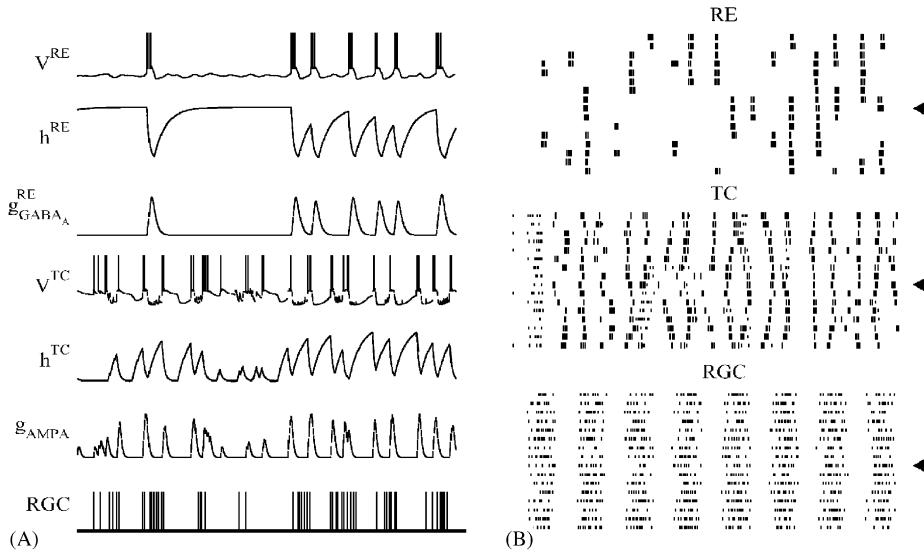 V^RE
h^RE
g^RE_GABA_A
V^TC
h^TC
g_AMPA
RGC
(A)
RE
TC
RGC
(B)